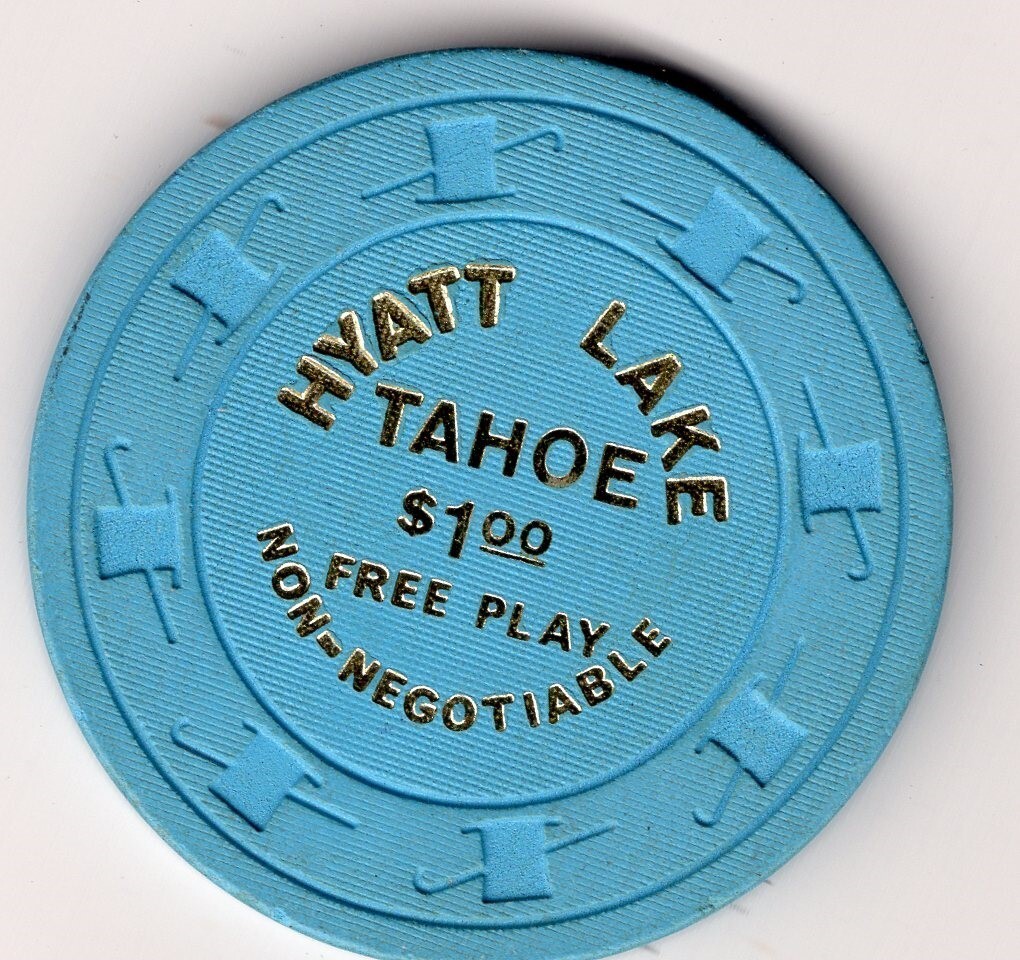 HYATT LAKE
TAHOE
$1.00
FREE PLAY
NON-NEGOTIABLE